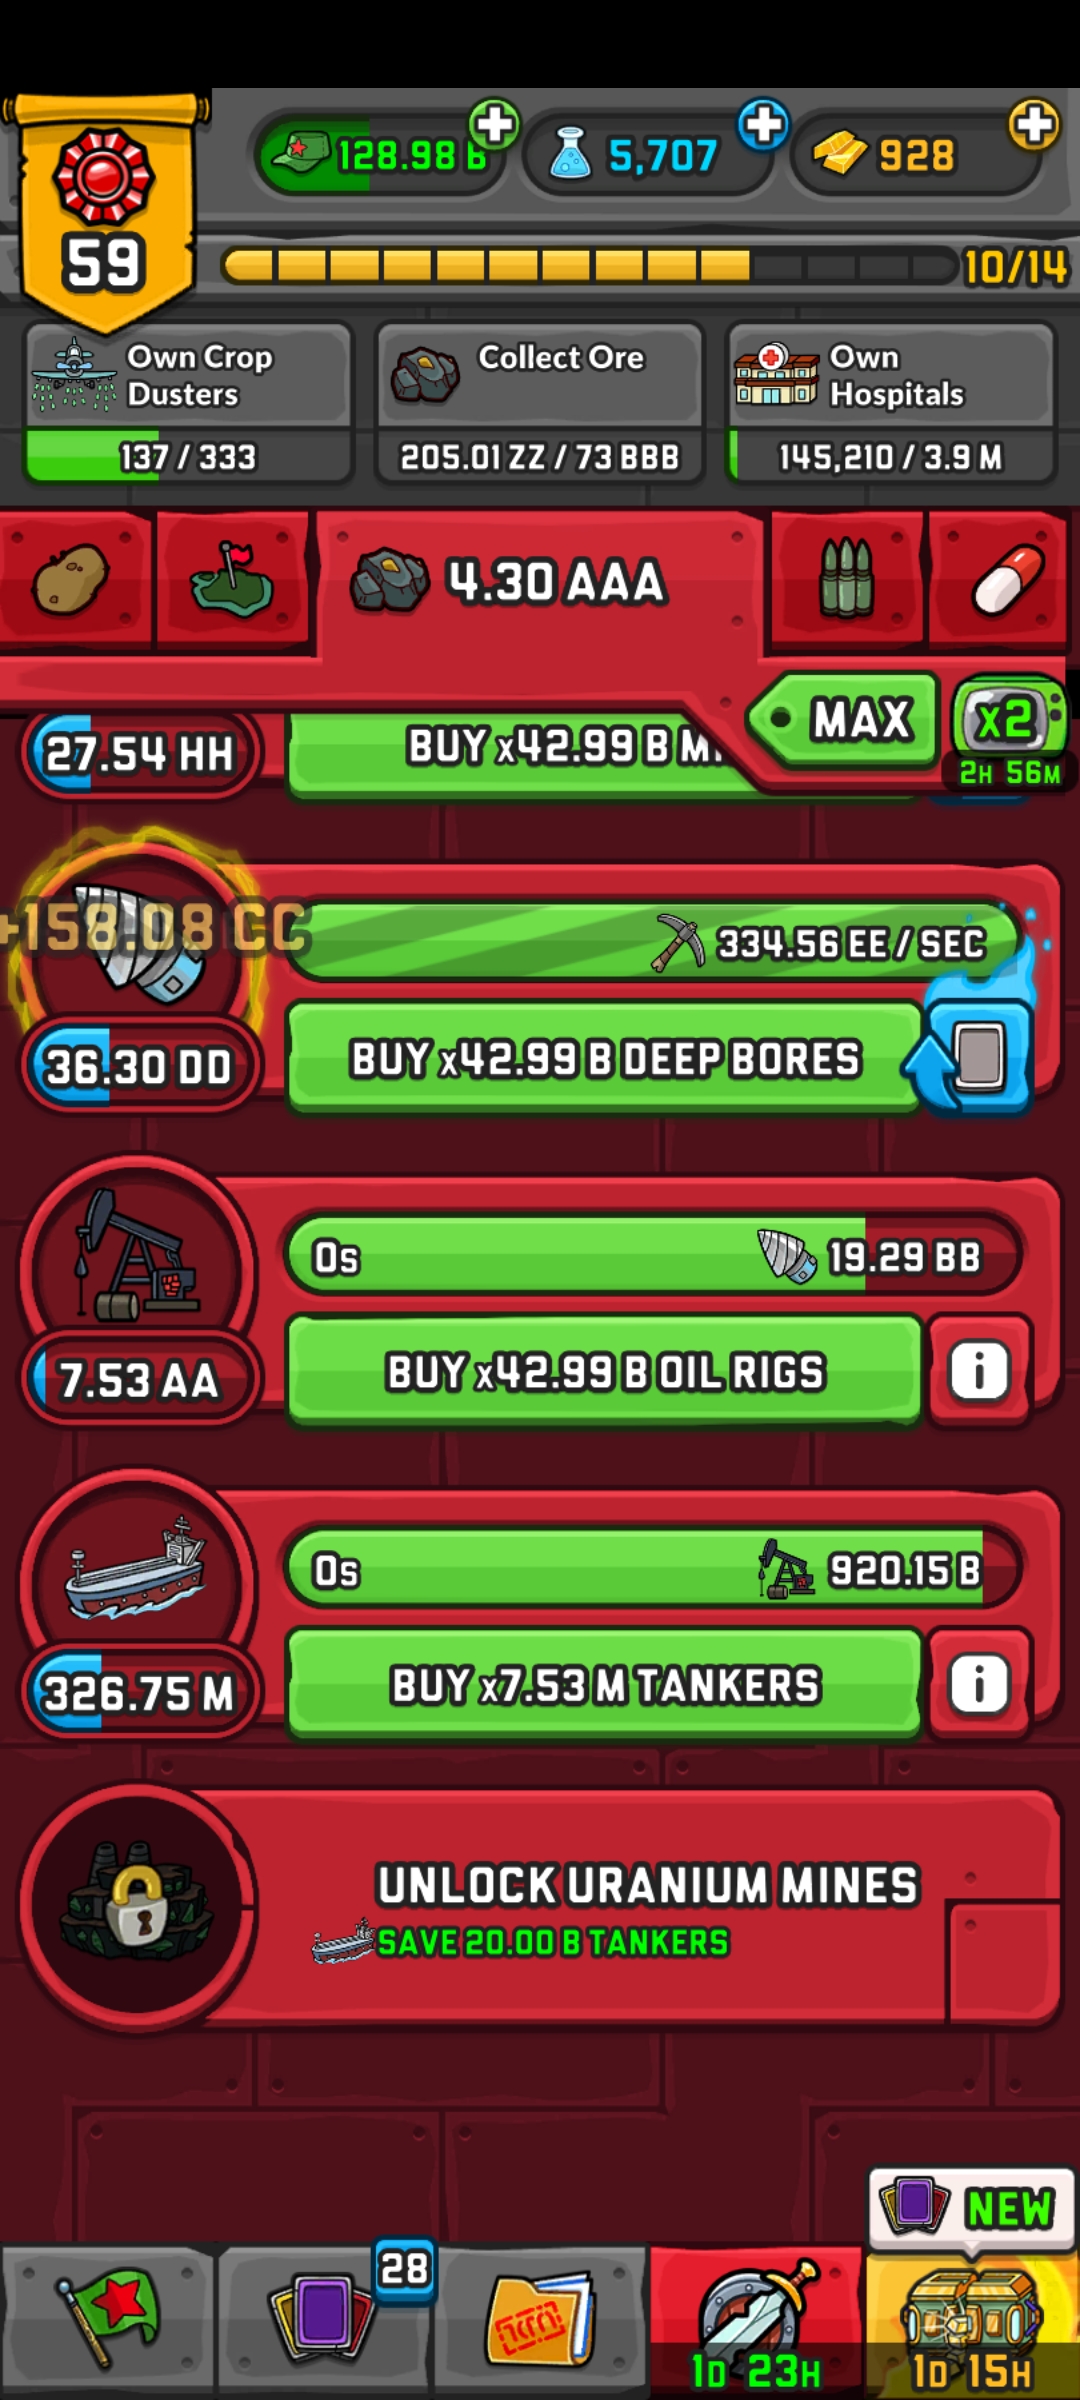 128.98 B
5,707
928
59
10/14
Own Crop
Dusters
137 / 333
Collect Ore
205.01 ZZ / 73 BBB
Own
Hospitals
145,210 / 3.9 M
4.30 AAA
MAX
x2
2H 56M
27.54 HH
BUY x42.99 B
+158.08 CC
334.56 EE / SEC
36.30 DD
BUY x42.99 B DEEP BORES
0s
19.29 BB
7.53 AA
BUY x42.99 B OIL RIGS
i
0s
920.15 B
326.75 M
BUY x7.53 M TANKERS
i
UNLOCK URANIUM MINES
SAVE 20.00 B TANKERS
NEW
28
1D 23H
1D 15H